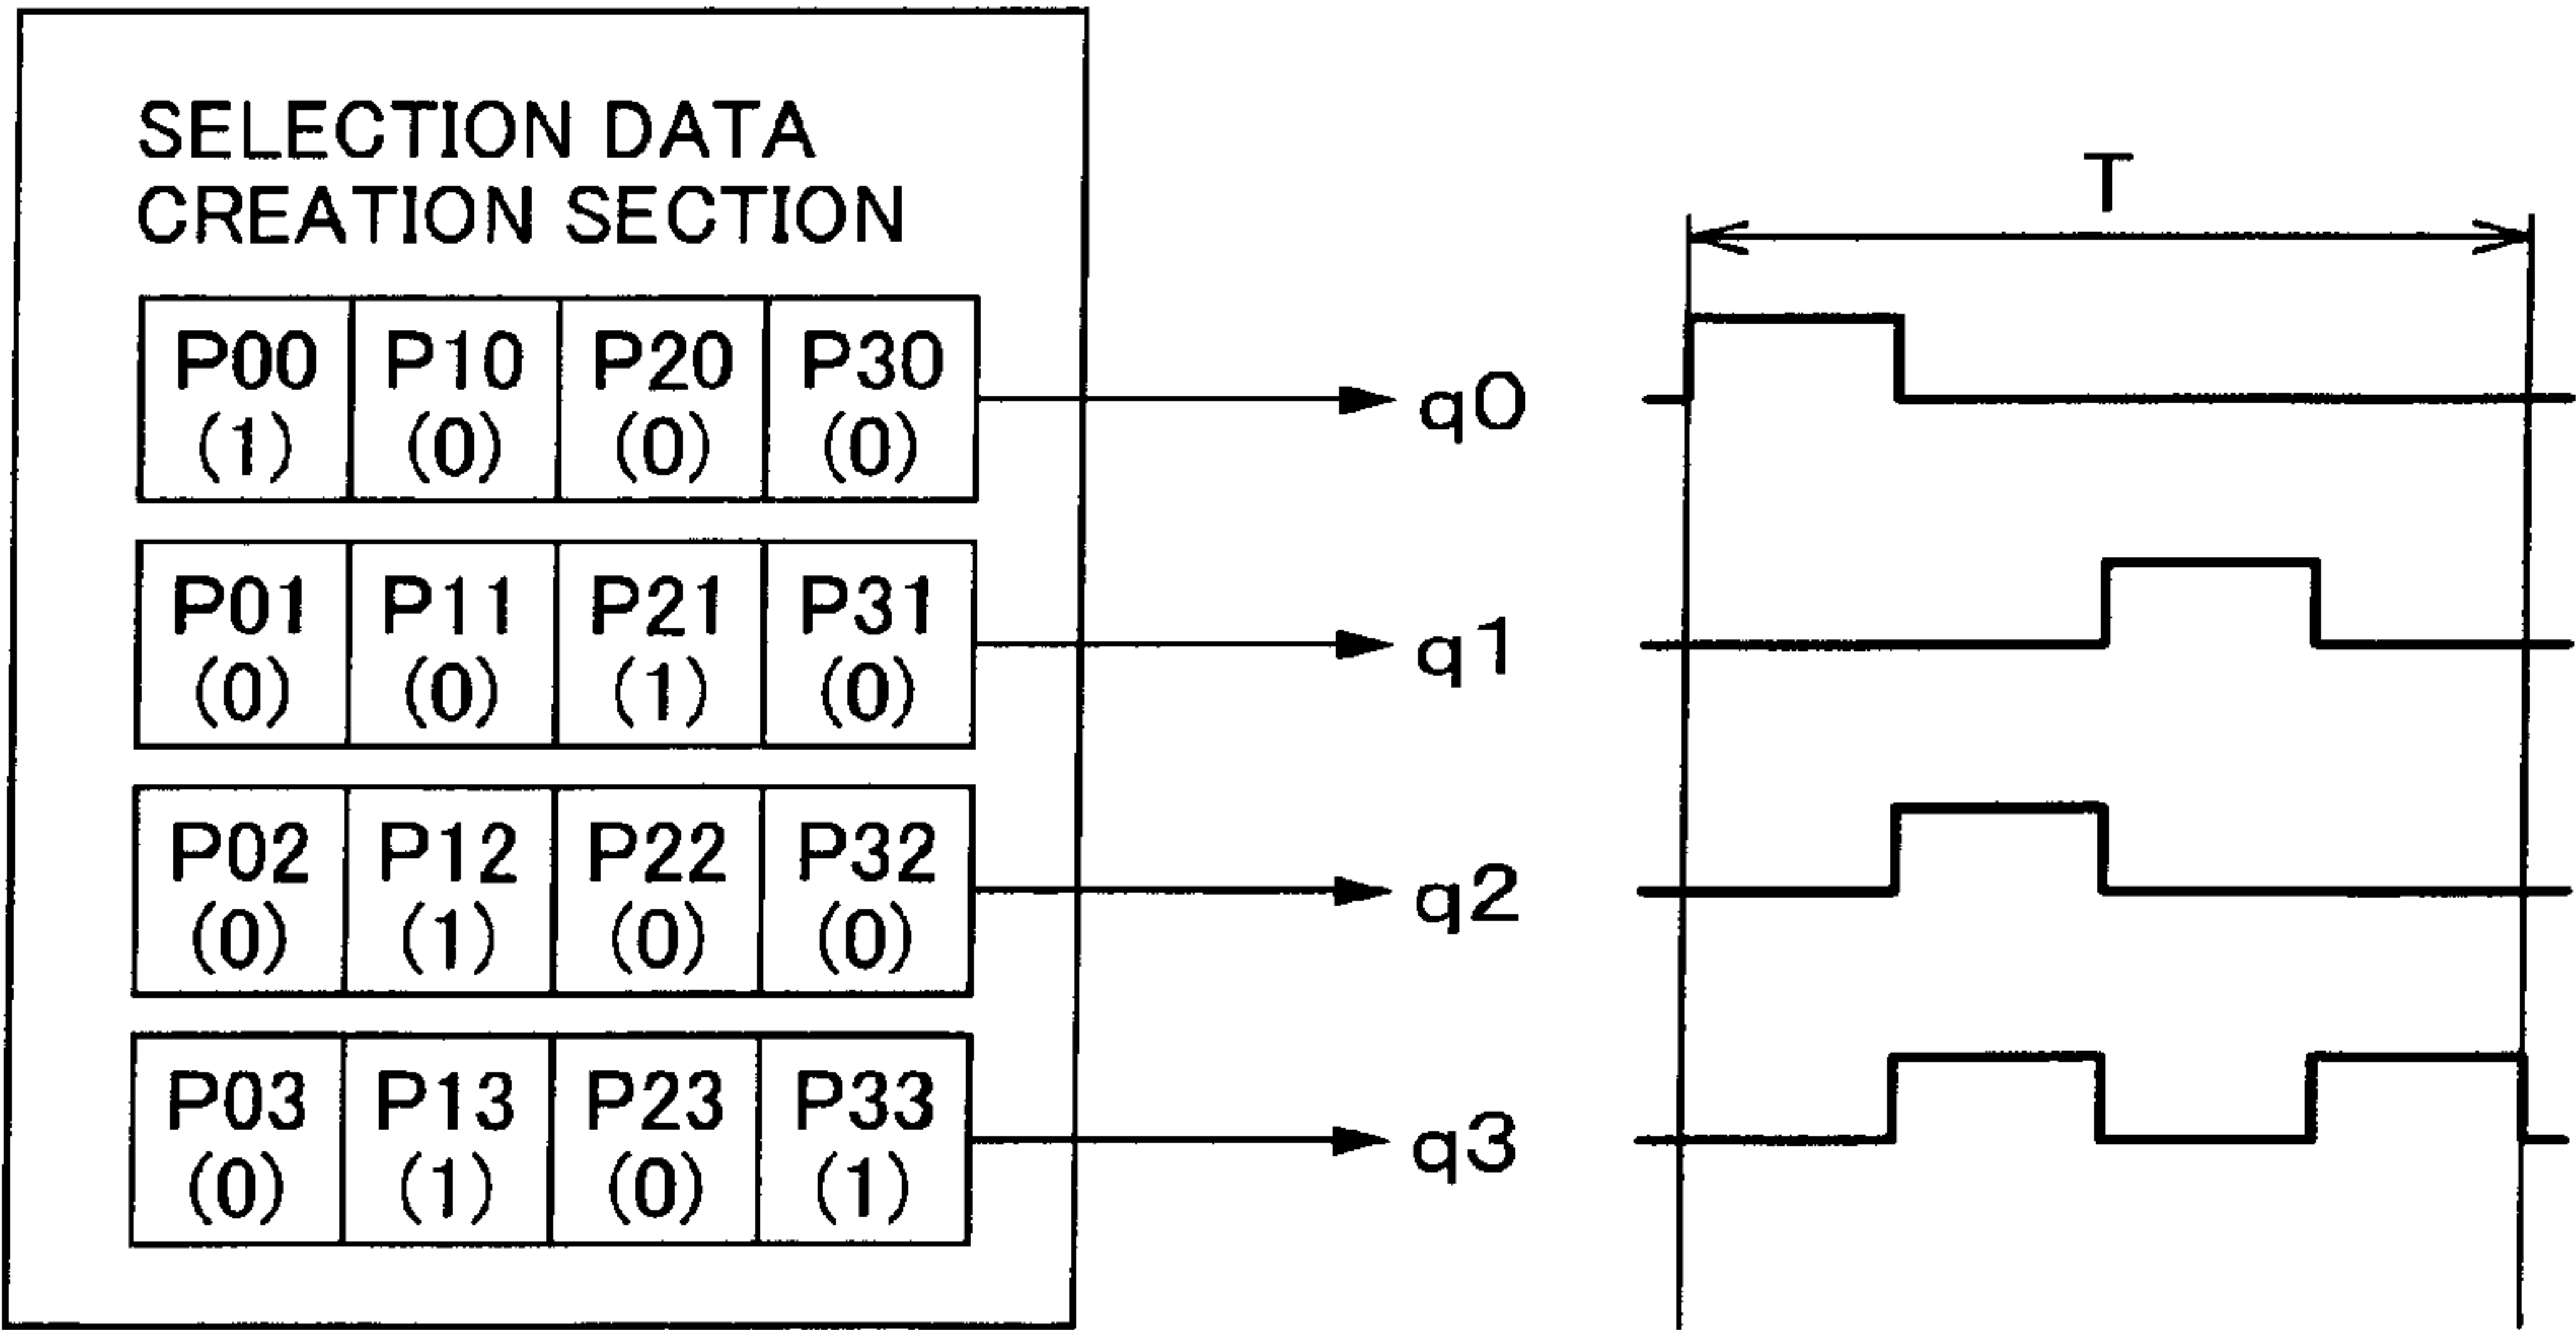 SELECTION DATA
CREATION SECTION
T
P00 P10 P20 P30
(1) (0) (0) (0)
q0
P01 P11 P21 P31
(0) (0) (1) (0)
q1
P02 P12 P22 P32
(0) (1) (0) (0)
q2
P03 P13 P23 P33
(0) (1) (0) (1)
q3